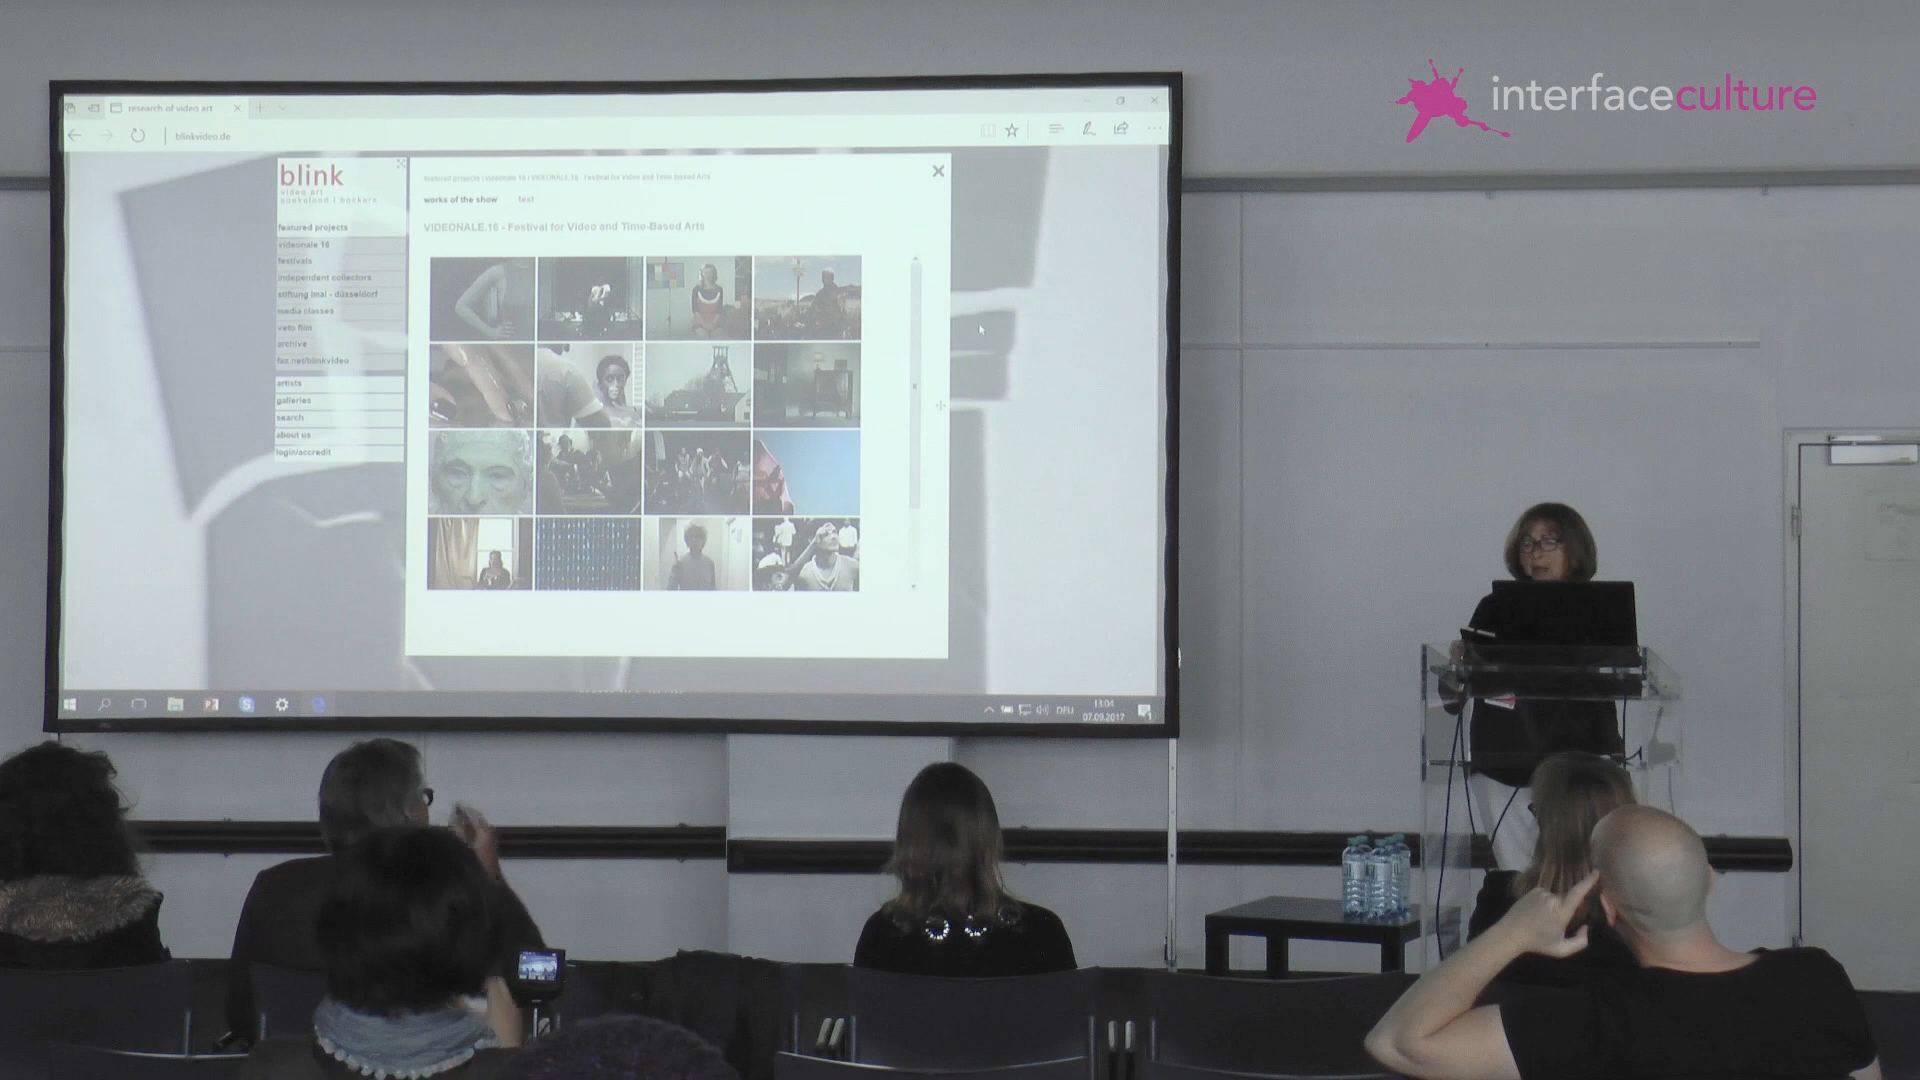 interfaceculture
research of video art
blinkvideo.de
blink
video art
featured projects
videonale 16
festivals
independent collectors
stiftung imai - düsseldorf
media classes
veto film
archive
artists
galleries
search
about us
login/accredit
works of the show text
VIDEONALE.16 - Festival for Video and Time-Based Arts
DEU
13:04
07.09.2017